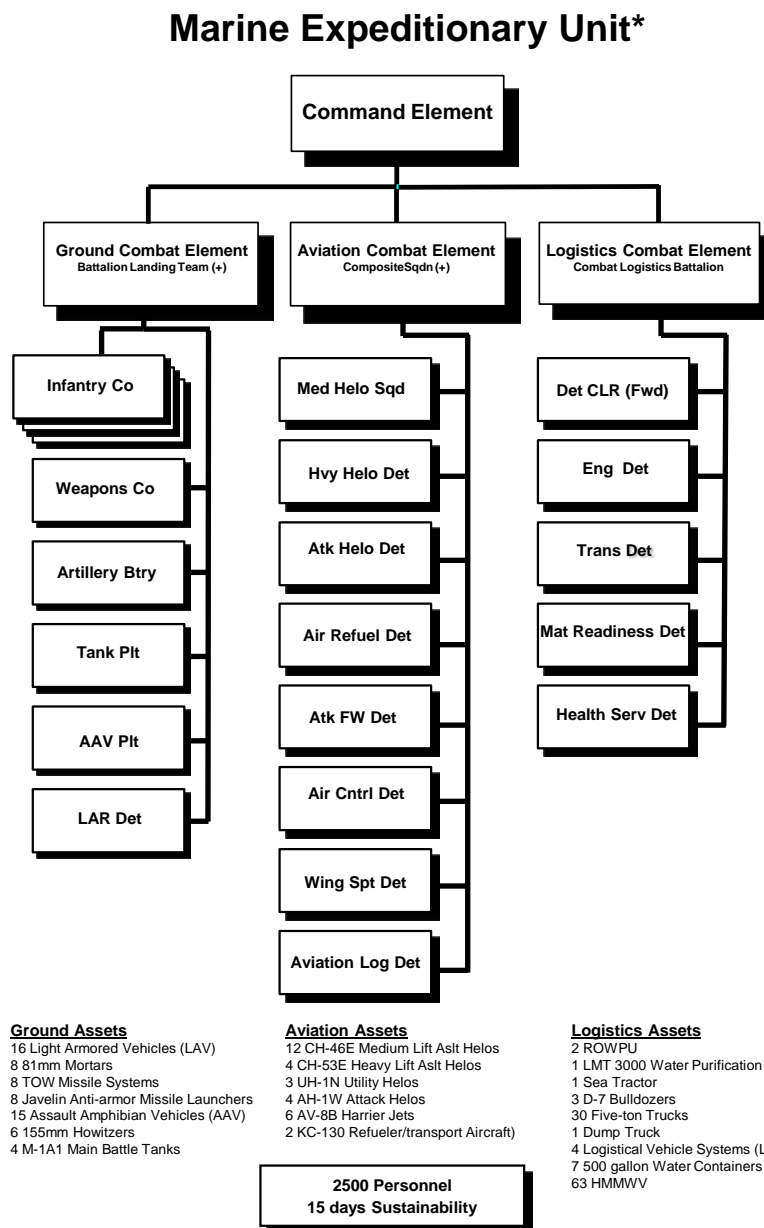 Marine Expeditionary Unit*
Command Element
Ground Combat Element
Battalion Landing Team (+)
Aviation Combat Element
CompositeSqdn (+)
Logistics Combat Element
Combat Logistics Battalion
Infantry Co
Weapons Co
Artillery Btry
Tank Plt
AAV Plt
LAR Det
Med Helo Sqd
Hvy Helo Det
Atk Helo Det
Air Refuel Det
Atk FW Det
Air Cntrl Det
Wing Spt Det
Aviation Log Det
Det CLR (Fwd)
Eng Det
Trans Det
Mat Readiness Det
Health Serv Det
Ground Assets
16 Light Armored Vehicles (LAV)
8 81mm Mortars
8 TOW Missile Systems
8 Javelin Anti-armor Missile Launchers
15 Assault Amphibian Vehicles (AAV)
6 155mm Howitzers
4 M-1A1 Main Battle Tanks
Aviation Assets
12 CH-46E Medium Lift Aslt Helos
4 CH-53E Heavy Lift Aslt Helos
3 UH-1N Utility Helos
4 AH-1W Attack Helos
6 AV-8B Harrier Jets
2 KC-130 Refueler/transport Aircraft)
Logistics Assets
2 ROWPU
1 LMT 3000 Water Purification
1 Sea Tractor
3 D-7 Bulldozers
30 Five-ton Trucks
1 Dump Truck
4 Logistical Vehicle Systems (L
7 500 gallon Water Containers
63 HMMWV
2500 Personnel
15 days Sustainability